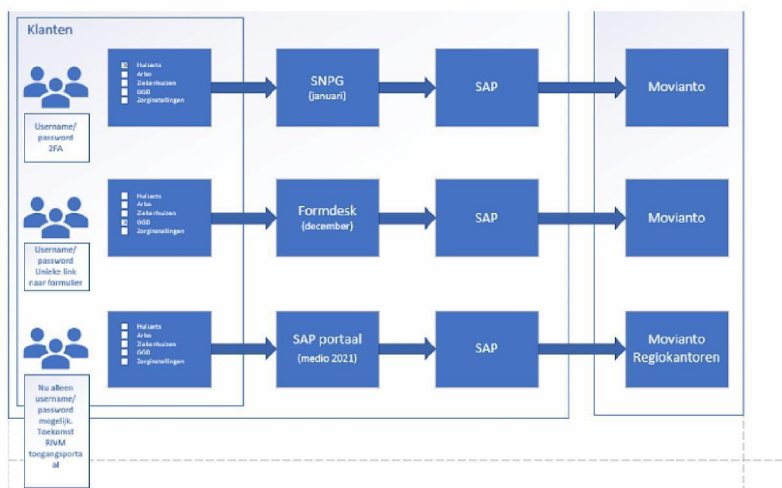 Klanten
Huisarts
Arbo
Ziekenhuizen
GGD
Zorginstellingen
SNPG
(januari)
SAP
Movianto
Username/
password
2FA
Huisarts
Arbo
Ziekenhuizen
GGD
Zorginstellingen
Formdesk
(december)
SAP
Movianto
Username/
password
Unieke link
naar formulier
Huisarts
Arbo
Ziekenhuizen
GGD
Zorginstellingen
SAP portaal
(medio 2021)
SAP
Movianto
Regiokantoren
Nu alleen
username/
password
mogelijk.
Toekomst
RIVM
toegangsporta
al